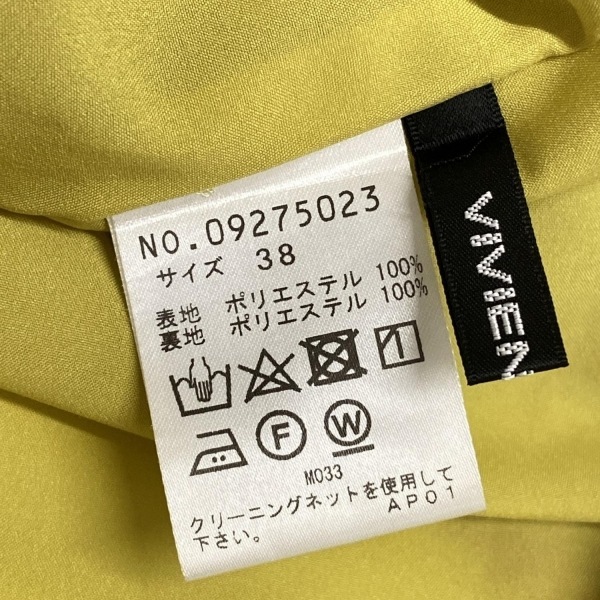 NO.09275023
サイズ 38
表地 ポリエステル 100%
裏地 ポリエステル 100%
F
W
M033
クリーニングネットを使用して
下さい。 AP01
VIVIEN